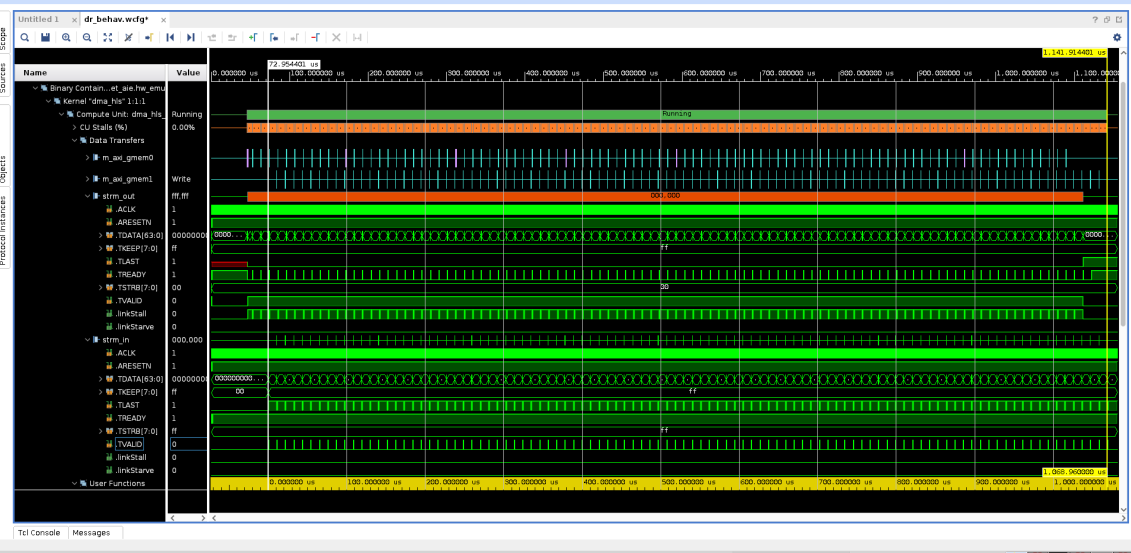 Untitled 1 × dr_behav.wcfg* ×
? 
1,141.914401 us
72.954401 us
Name Value 0.000000 us 100.000000 us 200.000000 us 300.000000 us 400.000000 us 500.000000 us 600.000000 us 700.000000 us 800.000000 us 900.000000 us 1,000.000000 us 1,100.0000
Scope
Sources
Objects
Protocol Instances
Binary Contain...et_aie.hw_emu
Kernel "dma_hls" 1:1:1
Compute Unit: dma_hls_ Running Running
CU Stalls (%) 0.00%
Data Transfers
m_axi_gmem0
m_axi_gmem1 Write
strm_out fff,fff 000,000
.ACLK 1
.ARESETN 1
.TDATA[63:0] 00000000 0000... 0000...
.TKEEP[7:0] ff ff
.TLAST 1
.TREADY 1
.TSTRB[7:0] 00 00
.TVALID 0
.linkStall 0
.linkStarve 0
strm_in 000,000
.ACLK 1
.ARESETN 1
.TDATA[63:0] 00000000 000000000...
.TKEEP[7:0] ff 00 ff
.TLAST 1
.TREADY 1
.TSTRB[7:0] ff ff
.TVALID 0
.linkStall 0
.linkStarve 0
1,068.960000 us
User Functions 0.000000 us 100.000000 us 200.000000 us 300.000000 us 400.000000 us 500.000000 us 600.000000 us 700.000000 us 800.000000 us 900.000000 us 1,000.000000 us
Tcl Console Messages